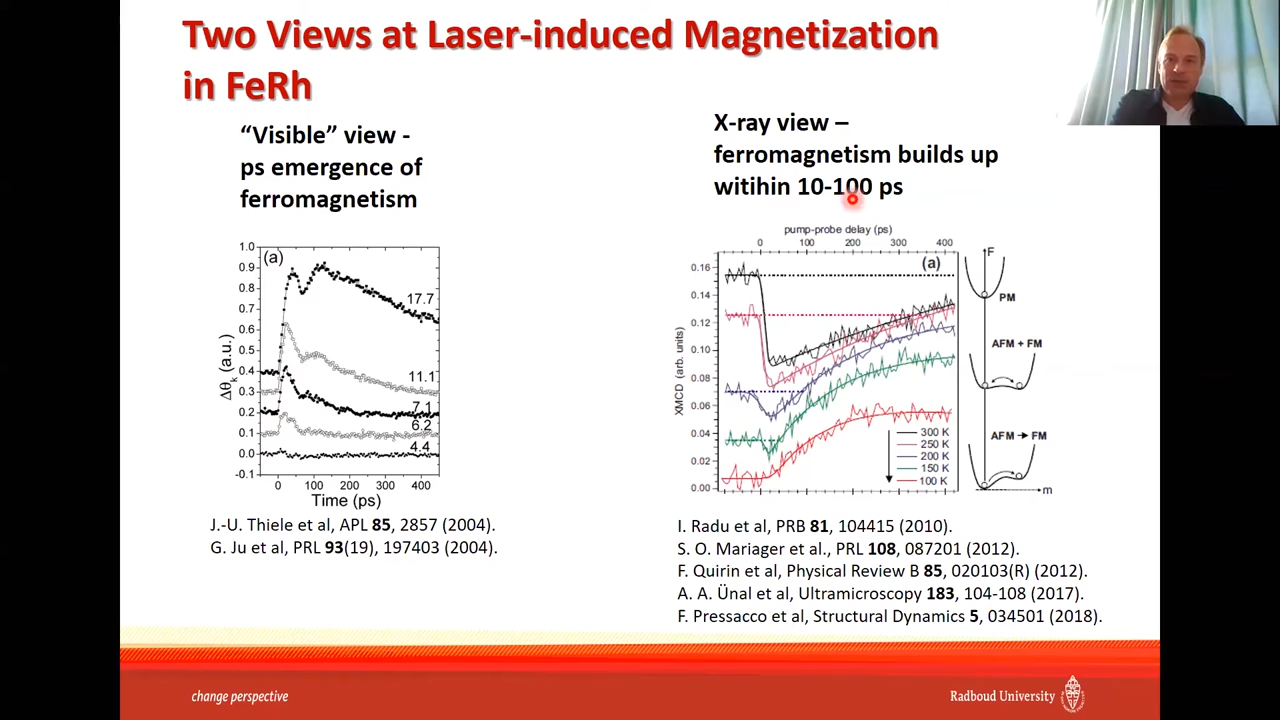 Two Views at Laser-induced Magnetization
in FeRh
“Visible” view -
ps emergence of
ferromagnetism
1.0
0.9
0.8
0.7
0.6
0.5
0.4
0.3
0.2
0.1
0.0
-0.1
Δθk (a.u.)
(a)
17.7
11.1
7.1
6.2
4.4
0 100 200 300 400
Time (ps)
J.-U. Thiele et al, APL 85, 2857 (2004).
G. Ju et al, PRL 93(19), 197403 (2004).
X-ray view –
ferromagnetism builds up
witihin 10-100 ps
pump-probe delay (ps)
0 100 200 300 400
0.16
0.14
0.12
0.10
0.08
0.06
0.04
0.02
0.00
XMCD (arb. units)
(a)
300 K
250 K
200 K
150 K
100 K
F
PM
AFM + FM
AFM → FM
m
I. Radu et al, PRB 81, 104415 (2010).
S. O. Mariager et al., PRL 108, 087201 (2012).
F. Quirin et al, Physical Review B 85, 020103(R) (2012).
A. A. Ünal et al, Ultramicroscopy 183, 104-108 (2017).
F. Pressacco et al, Structural Dynamics 5, 034501 (2018).
change perspective
Radboud University